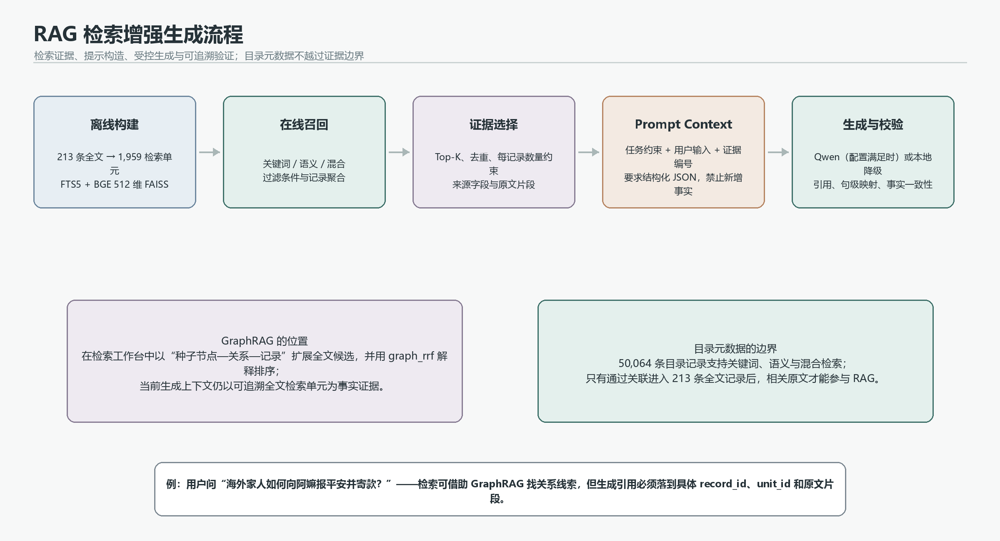 RAG 检索增强生成流程
检索证据、提示构造、受控生成与可追溯验证；目录元数据不越过证据边界
离线构建
213 条全文 → 1,959 检索单
元
FTS5 + BGE 512 维 FAISS
在线召回
关键词 / 语义 / 混合
过滤条件与记录聚合
证据选择
Top-K、去重、每记录数量约
束
来源字段与原文片段
Prompt Context
任务约束 + 用户输入 + 证据
编号
要求结构化 JSON，禁止新增
事实
生成与校验
Qwen（配置满足时）或本地
降级
引用、句级映射、事实一致性
GraphRAG 的位置
在检索工作台中以“种子节点—关系—记录”扩展全文候选，并用 graph_rrf 解
释排序；
当前生成上下文仍以可追溯全文检索单元为事实证据。
目录元数据的边界
50,064 条目录记录支持关键词、语义与混合检索；
只有通过关联进入 213 条全文记录后，相关原文才能参与 RAG。
例：用户问“海外家人如何向阿嫲报平安并寄款？”——检索可借助 GraphRAG 找关系线索，但生成引用必须落到具体 record_id、unit_id 和原文片
段。